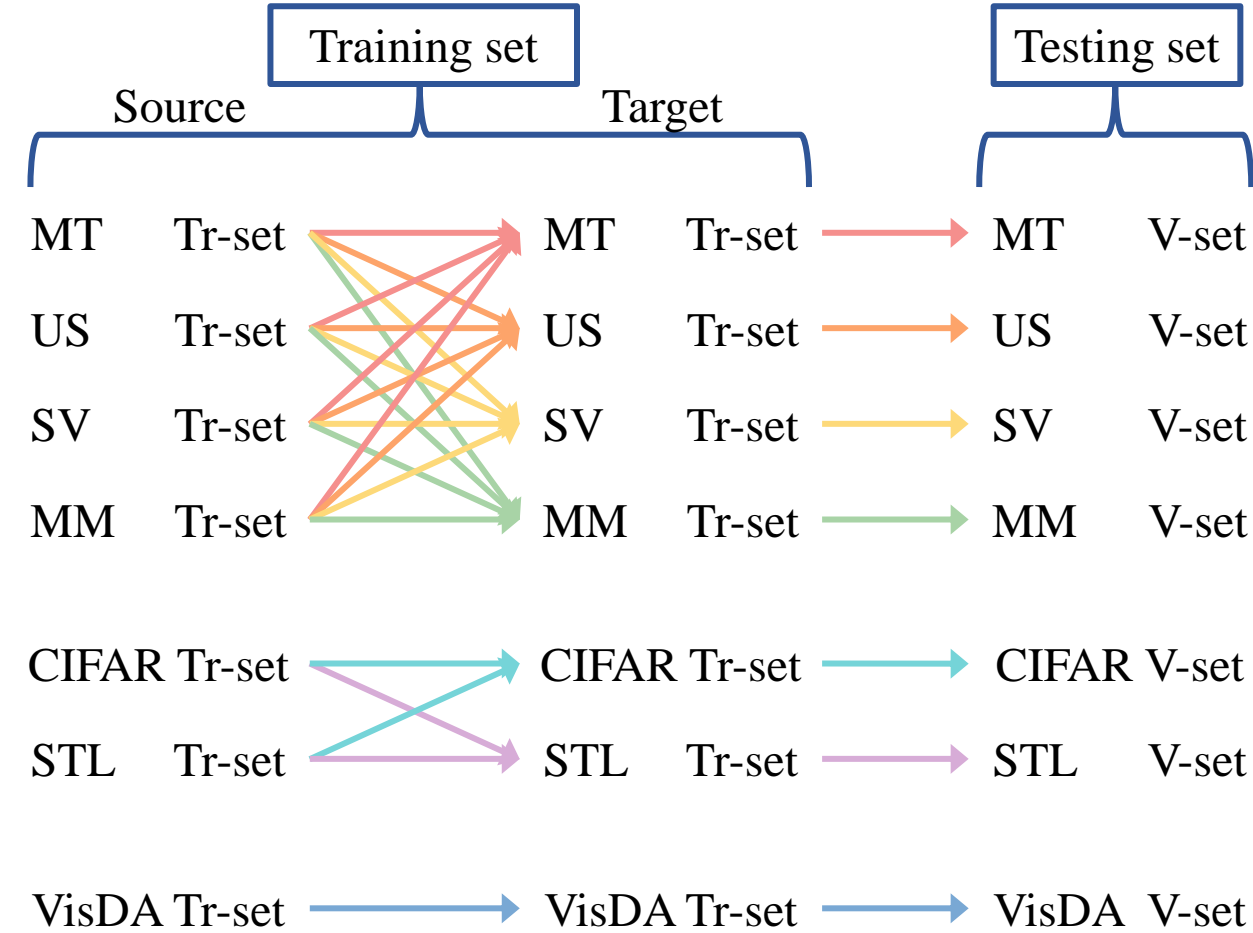 Training set Testing set
Source Target
MT Tr-set MT Tr-set MT V-set
US Tr-set US Tr-set US V-set
SV Tr-set SV Tr-set SV V-set
MM Tr-set MM Tr-set MM V-set
CIFAR Tr-set CIFAR Tr-set CIFAR V-set
STL Tr-set STL Tr-set STL V-set
VisDA Tr-set VisDA Tr-set VisDA V-set